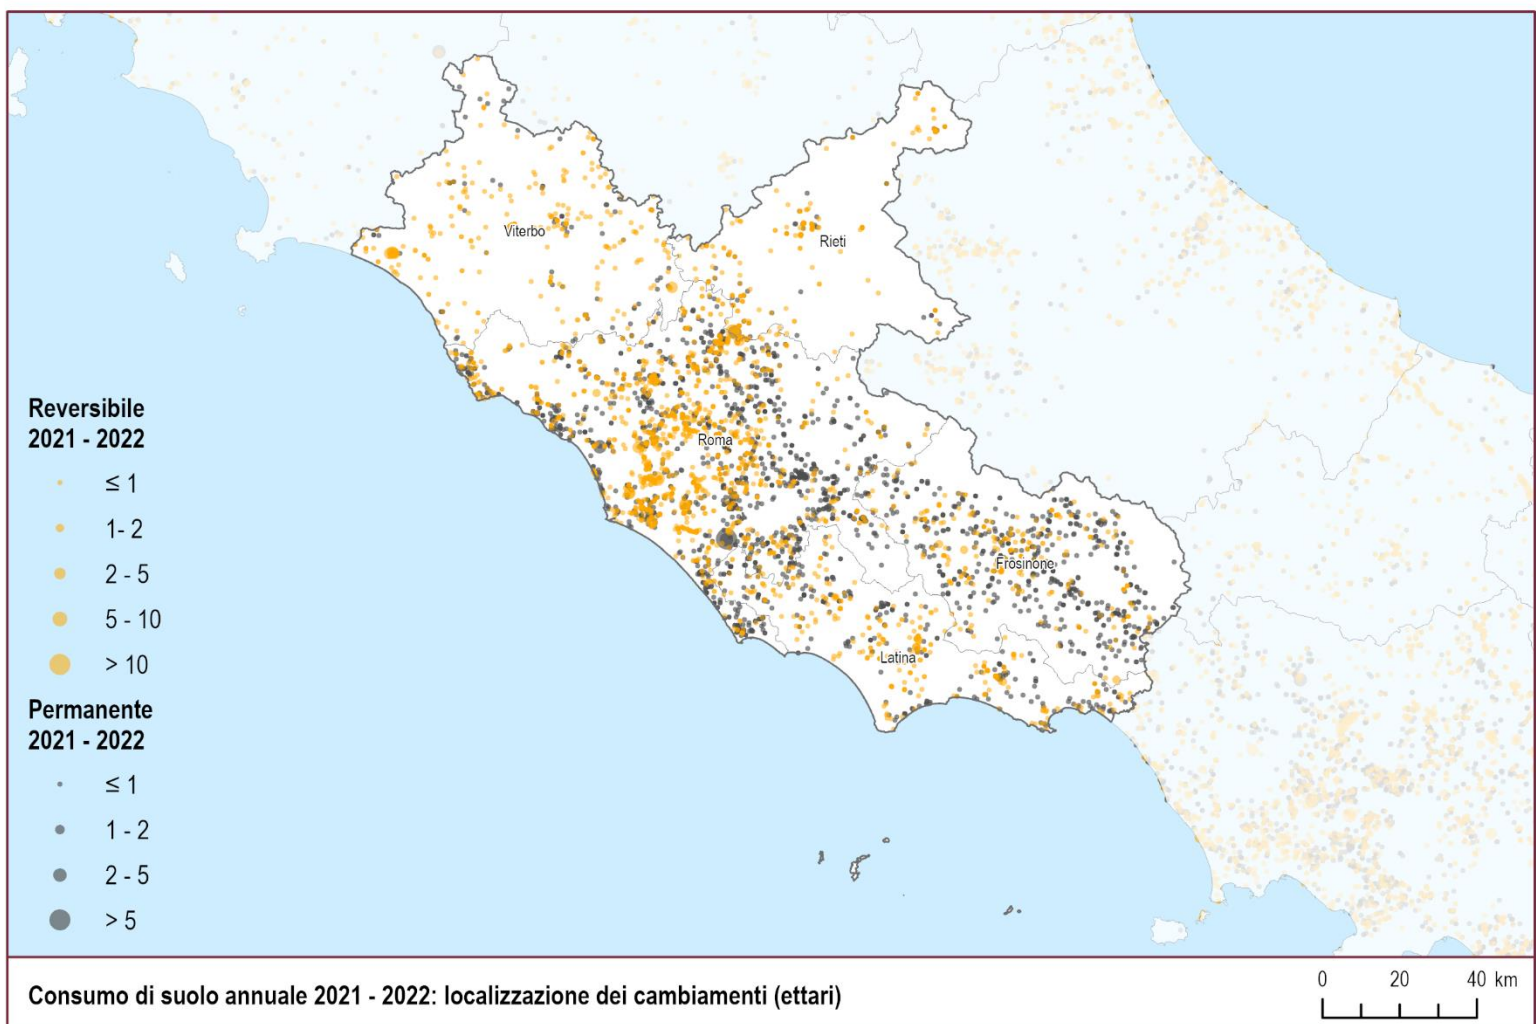 Viterbo
Rieti
Roma
Frosinone
Latina
Reversibile
2021 - 2022
≤ 1
1- 2
2 - 5
5 - 10
> 10
Permanente
2021 - 2022
≤ 1
1 - 2
2 - 5
> 5
Consumo di suolo annuale 2021 - 2022: localizzazione dei cambiamenti (ettari)
0 20 40 km